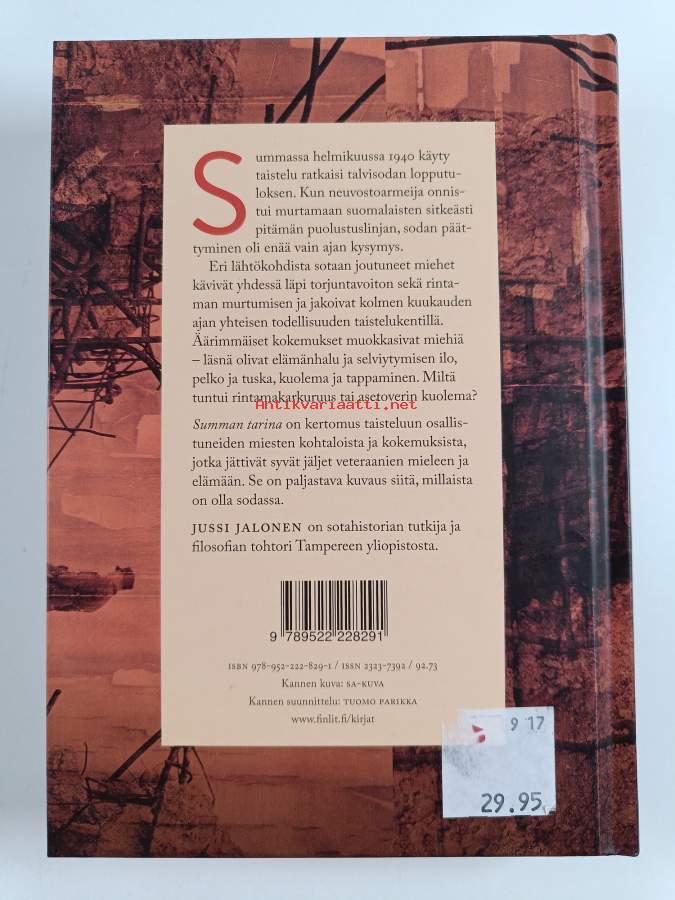 Summassa helmikuussa 1940 käyty
taistelu ratkaisi talvisodan lopputu-
loksen. Kun neuvostoarmeija onnis-
tui murtamaan suomalaisten sitkeästi
pitämän puolustuslinjan, sodan päät-
tyminen oli enää vain ajan kysymys.
Eri lähtökohdista sotaan joutuneet miehet
kävivät yhdessä läpi torjuntavoiton sekä rinta-
man murtumisen ja jakoivat kolmen kuukauden
ajan yhteisen todellisuuden taistelukentillä.
Äärimmäiset kokemukset muokkasivat miehiä
– läsnä olivat elämänhalu ja selviytymisen ilo,
pelko ja tuska, kuolema ja tappaminen. Miltä
tuntui rintamakarkuruus tai asetoverin kuolema?
Antikvariaatti.net
Summan tarina on kertomus taisteluun osallis-
tuneiden miesten kohtaloista ja kokemuksista,
jotka jättivät syvät jäljet veteraanien mieleen ja
elämään. Se on paljastava kuvaus siitä, millaista
on olla sodassa.
JUSSI JALONEN on sotahistorian tutkija ja
filosofian tohtori Tampereen yliopistosta.
9 789522 228291
ISBN 978-952-222-829-1 / ISSN 2323-7392 / 92.73
Kannen kuva: SA-KUVA
Kannen suunnittelu: TUOMO PARIKKA
www.finlit.fi/kirjat
9 17
29.95